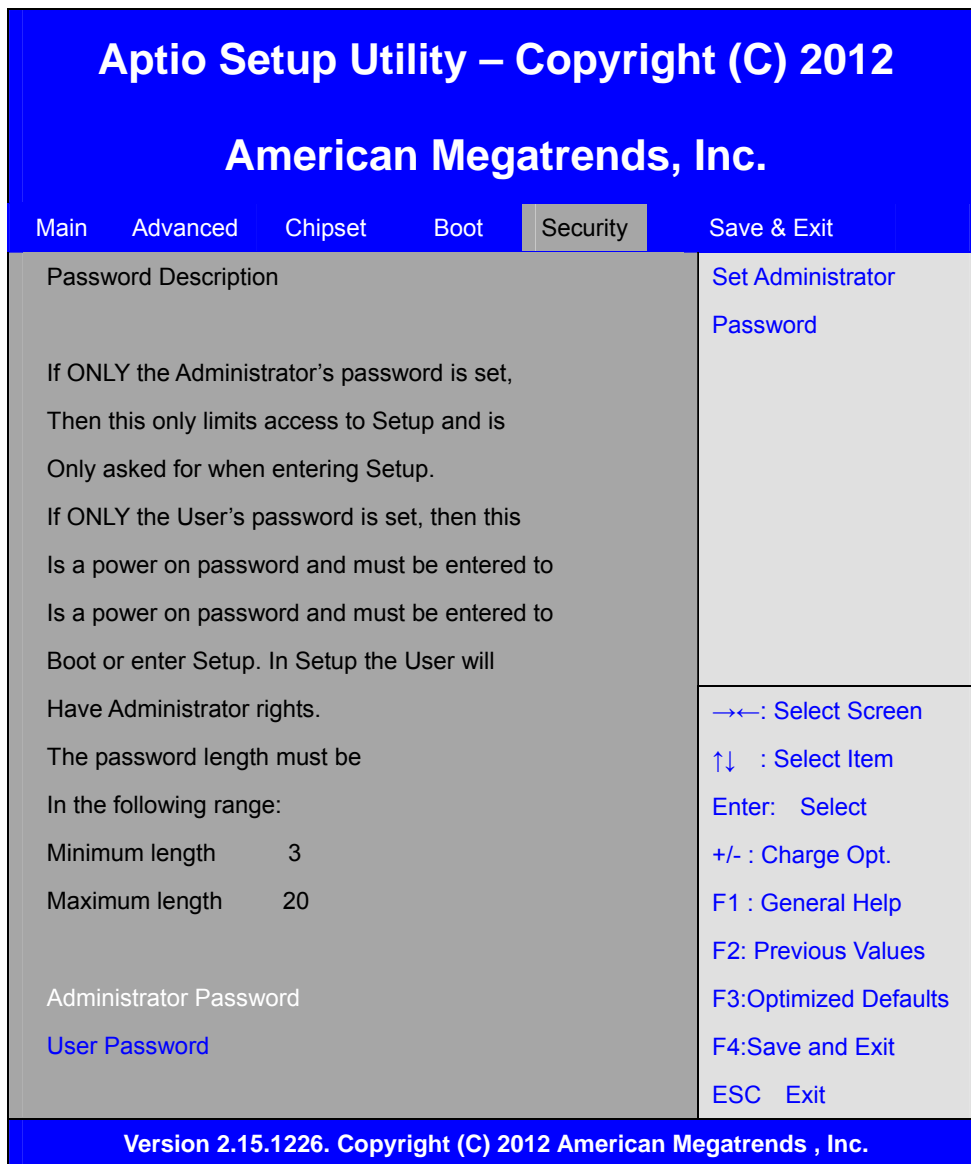 Aptio Setup Utility – Copyright (C) 2012
American Megatrends, Inc.
Main Advanced Chipset Boot Security Save & Exit
Password Description
If ONLY the Administrator's password is set,
Then this only limits access to Setup and is
Only asked for when entering Setup.
If ONLY the User's password is set, then this
Is a power on password and must be entered to
Is a power on password and must be entered to
Boot or enter Setup. In Setup the User will
Have Administrator rights.
The password length must be
In the following range:
Minimum length 3
Maximum length 20
Administrator Password
User Password
Set Administrator
Password
→←: Select Screen
↑↓ : Select Item
Enter: Select
+/- : Charge Opt.
F1 : General Help
F2: Previous Values
F3:Optimized Defaults
F4:Save and Exit
ESC Exit
Version 2.15.1226. Copyright (C) 2012 American Megatrends , Inc.